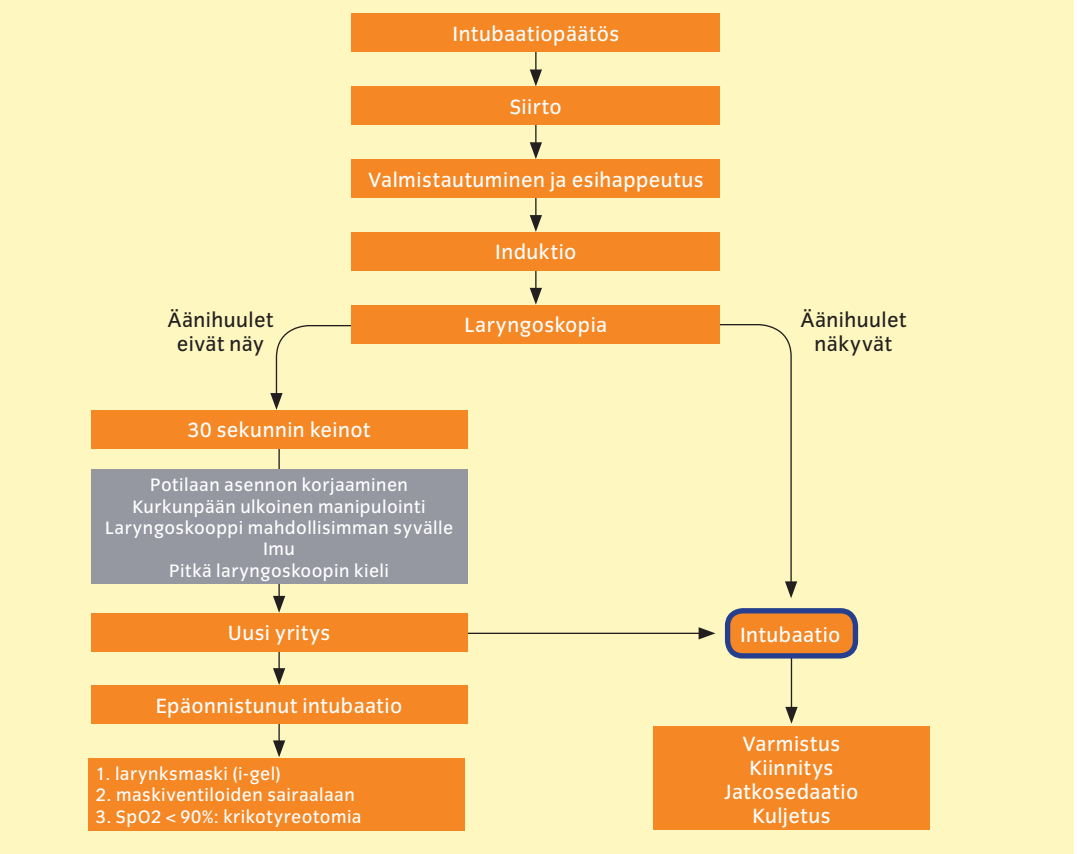 Intubaatiopäätös
Siirto
Valmistautuminen ja esihappeutus
Induktio
Laryngoskopia
Äänihuulet
eivät näy
Äänihuulet
näkyvät
30 sekunnin keinot
Potilaan asennon korjaaminen
Kurkunpään ulkoinen manipulointi
Laryngoskooppi mahdollisimman syvälle
Imu
Pitkä laryngoskoopin kieli
Uusi yritys
Intubaatio
Epäonnistunut intubaatio
1. larynksmaski (i-gel)
2. maskiventiloiden sairaalaan
3. SpO2 < 90%: krikotyreotomia
Varmistus
Kiinnitys
Jatkosedaatio
Kuljetus